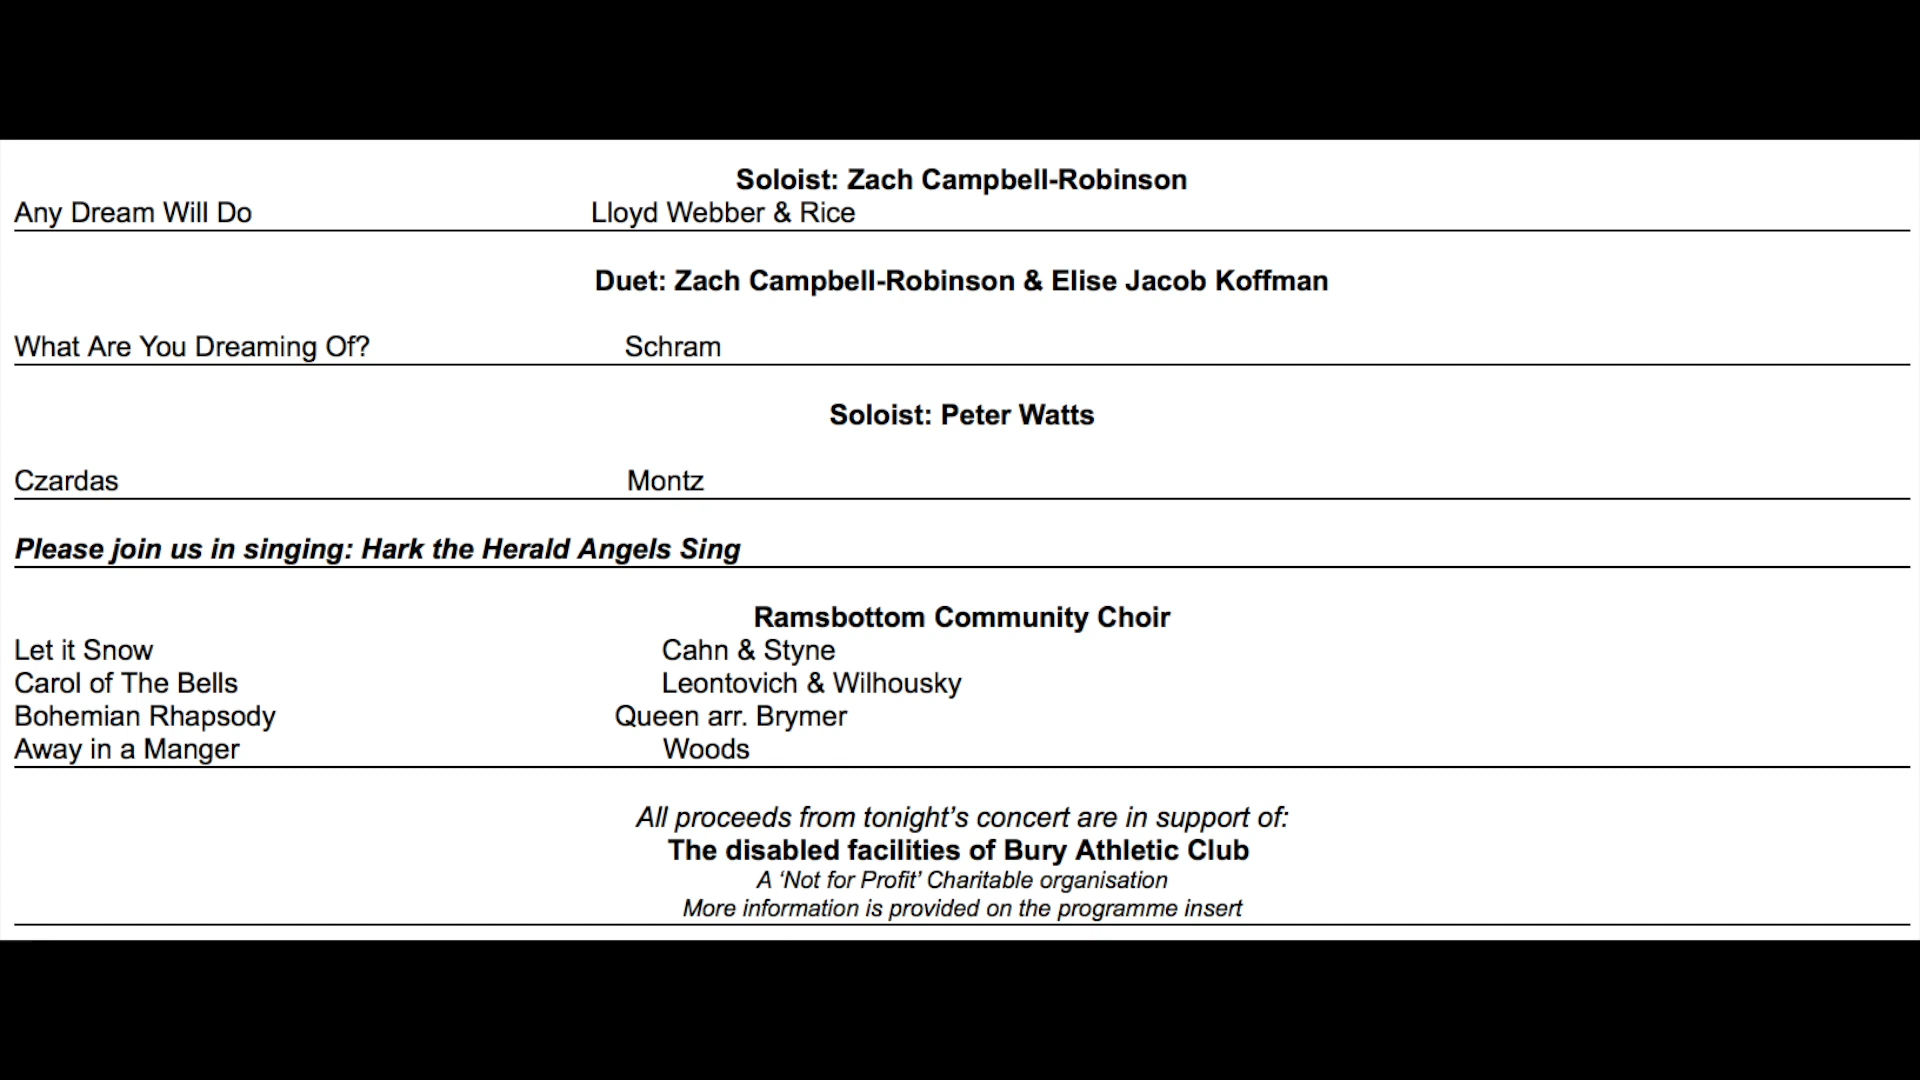 Soloist: Zach Campbell-Robinson
Any Dream Will Do Lloyd Webber & Rice
Duet: Zach Campbell-Robinson & Elise Jacob Koffman
What Are You Dreaming Of? Schram
Soloist: Peter Watts
Czardas Montz
Please join us in singing: Hark the Herald Angels Sing
Ramsbottom Community Choir
Let it Snow Cahn & Styne
Carol of The Bells Leontovich & Wilhousky
Bohemian Rhapsody Queen arr. Brymer
Away in a Manger Woods
All proceeds from tonight’s concert are in support of:
The disabled facilities of Bury Athletic Club
A ‘Not for Profit’ Charitable organisation
More information is provided on the programme insert